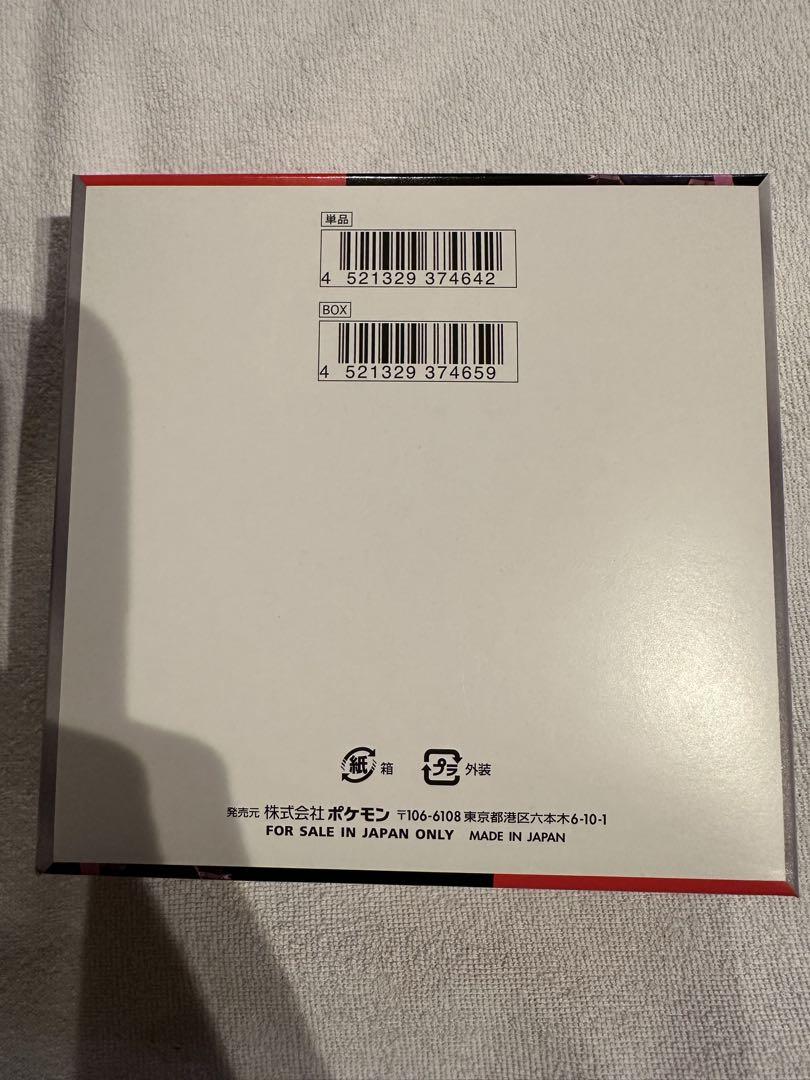 単品
4 521329 374642
BOX
4 521329 374659
紙 箱 プラ 外装
発売元 株式会社 ポケモン 〒106-6108 東京都港区六本木6-10-1
FOR SALE IN JAPAN ONLY MADE IN JAPAN